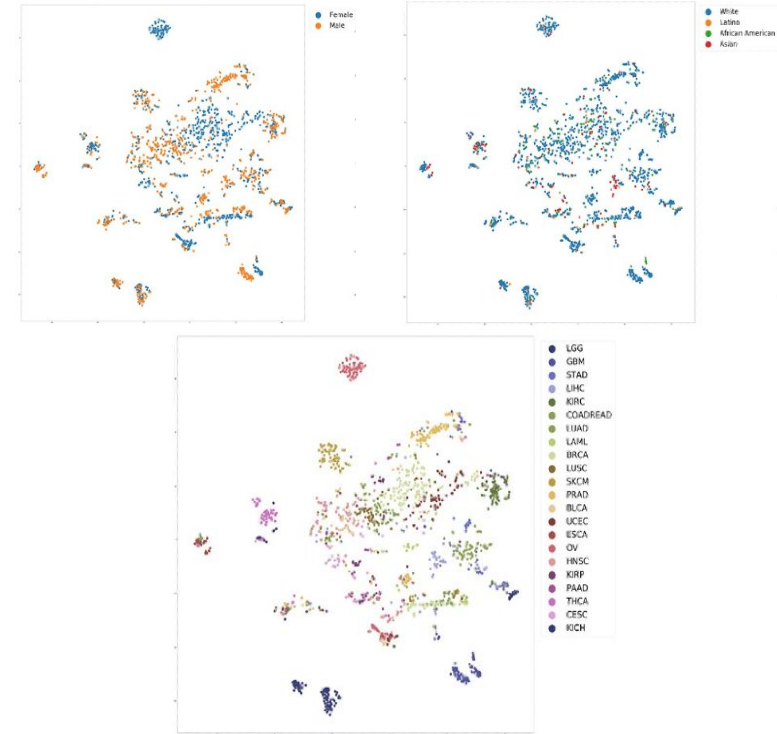 Female
Male
White
Latino
African American
Asian
LGG
GBM
STAD
LIHC
KIRC
COADREAD
LUAD
LAML
BRCA
LUSC
SKCM
PRAD
BLCA
UCEC
ESCA
OV
HNSC
KIRP
PAAD
THCA
CESC
KICH